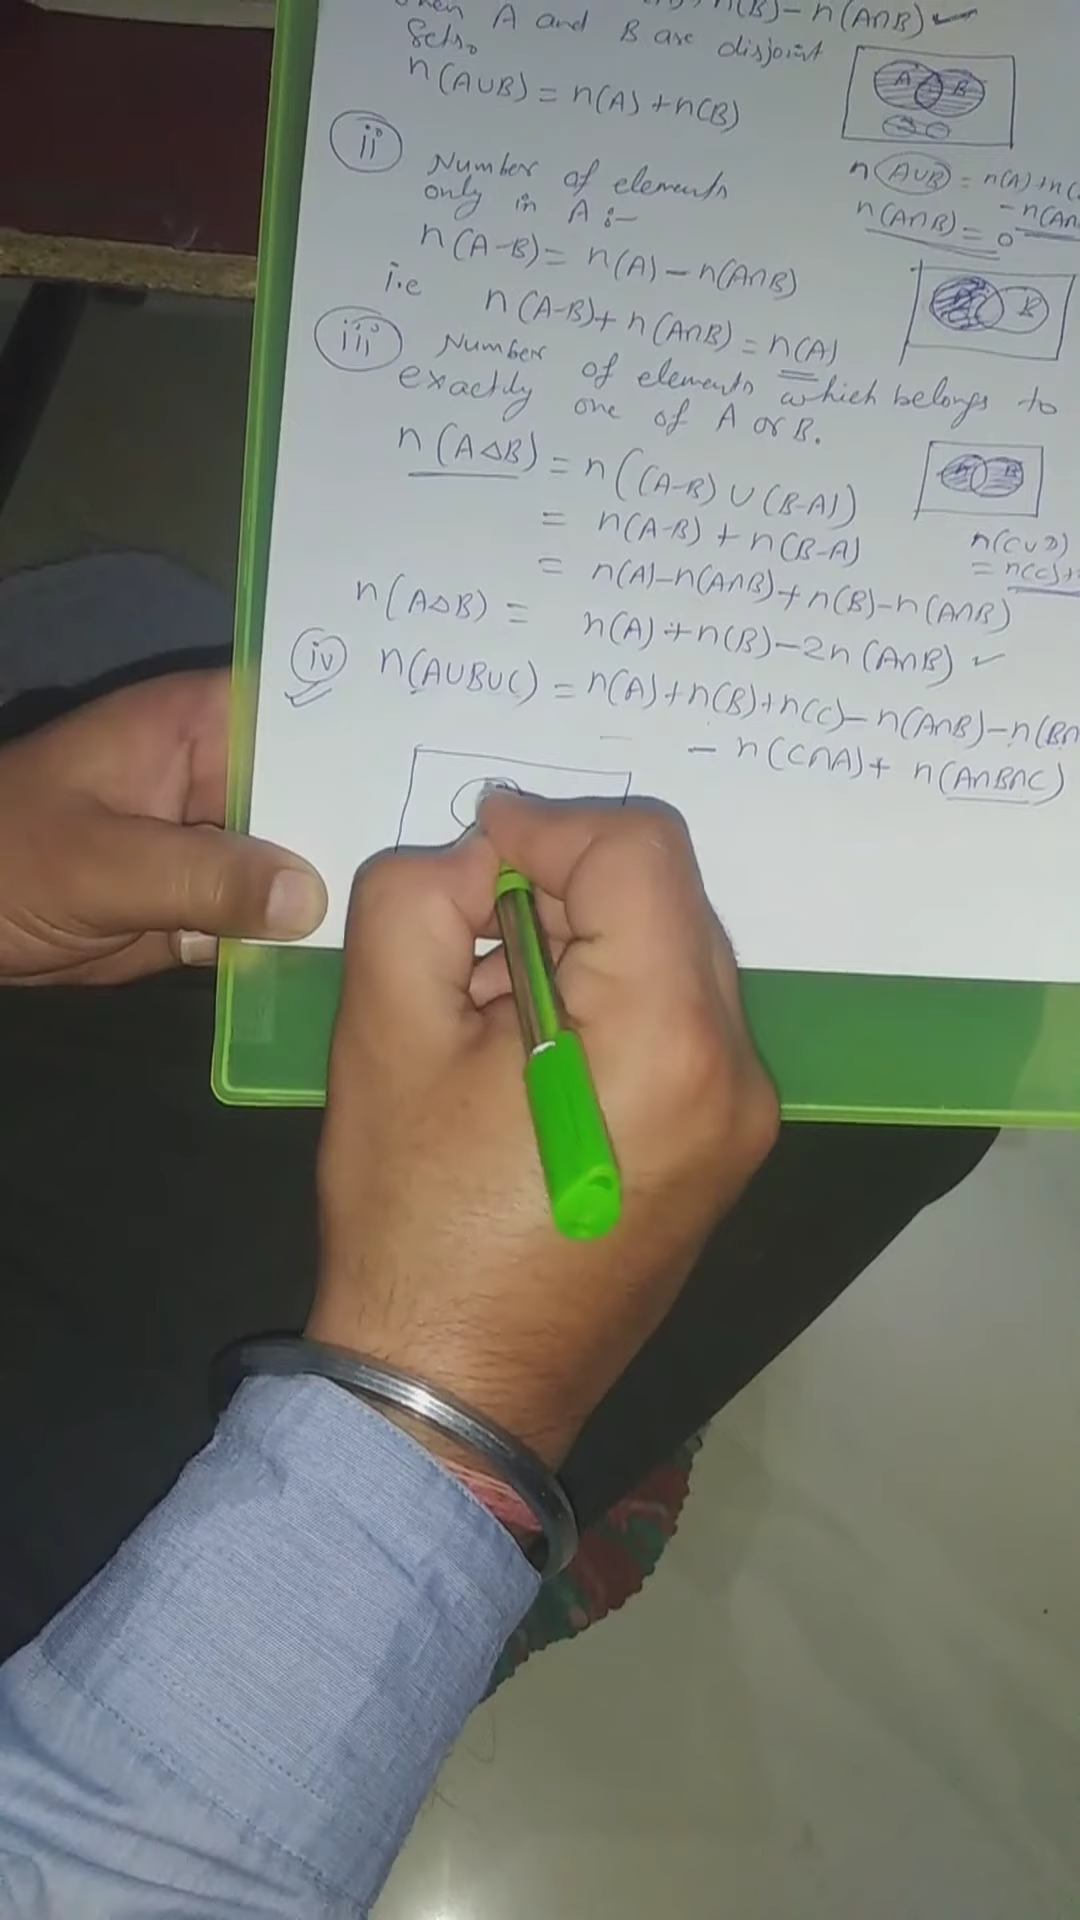 n(B)-n(A∩B) ✓
A and B are disjoint
Sets.
n(A∪B) = n(A) + n(B)
A B
n(A∪B) = n(A)+n(
-n(A∩
n(A∩B) = 0
ii Number of elements
only in A :-
n(A-B) = n(A) - n(A∩B)
i.e n(A-B) + n(A∩B) = n(A)
B
iii Number of elements which belongs to
exactly one of A or B.
n(A△B) = n((A-B) ∪ (B-A))
= n(A-B) + n(B-A)
n(C∪D)
= n(C)+
= n(A)-n(A∩B)+n(B)-n(A∩B)
n(A△B) = n(A)+n(B)-2n(A∩B) ✓
iv n(A∪B∪C) = n(A)+n(B)+n(C)-n(A∩B)-n(B∩
- n(C∩A)+ n(A∩B∩C)